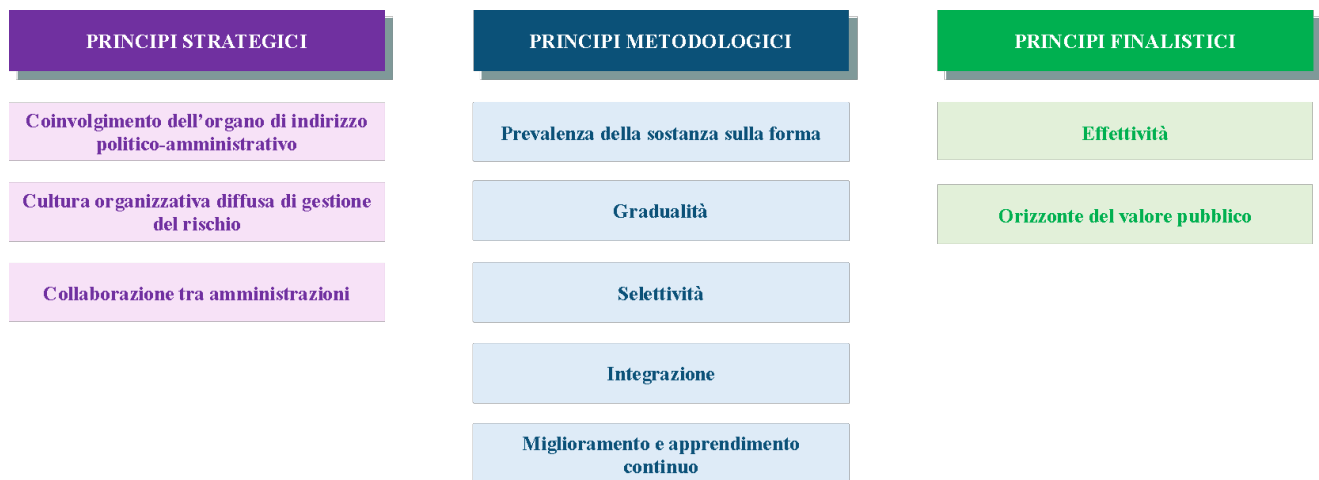 PRINCIPI STRATEGICI
Coinvolgimento dell’organo di indirizzo
politico-amministrativo
Cultura organizzativa diffusa di gestione
del rischio
Collaborazione tra amministrazioni
PRINCIPI METODOLOGICI
Prevalenza della sostanza sulla forma
Gradualità
Selettività
Integrazione
Miglioramento e apprendimento
continuo
PRINCIPI FINALISTICI
Effettività
Orizzonte del valore pubblico